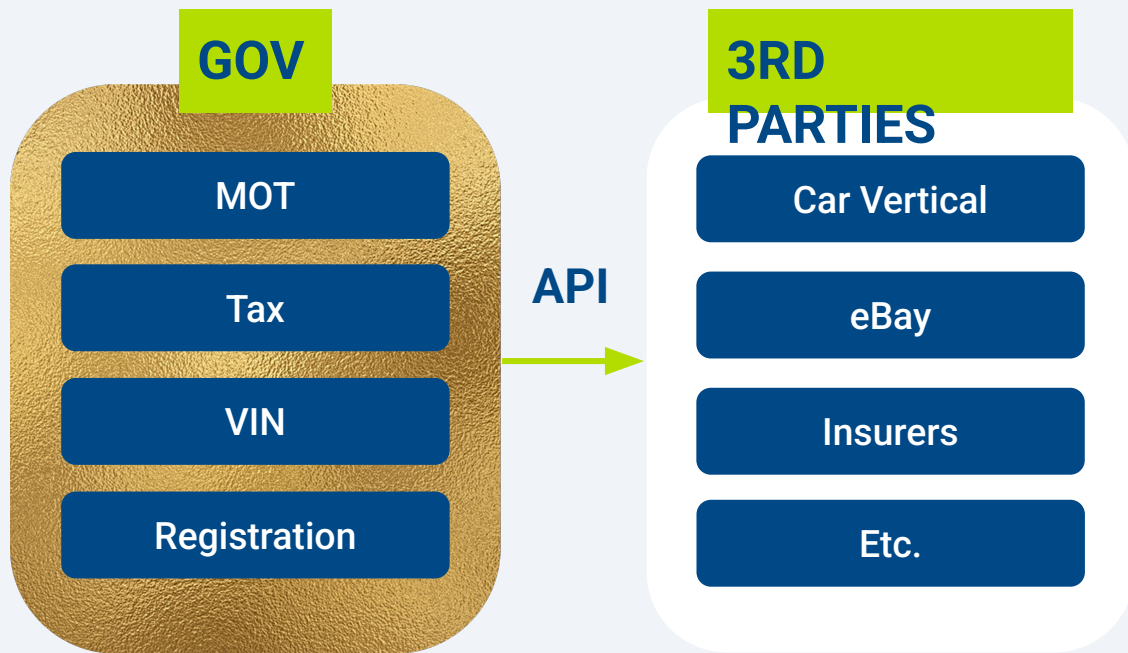 GOV
MOT
Tax
VIN
Registration
API
3RD
PARTIES
Car Vertical
eBay
Insurers
Etc.